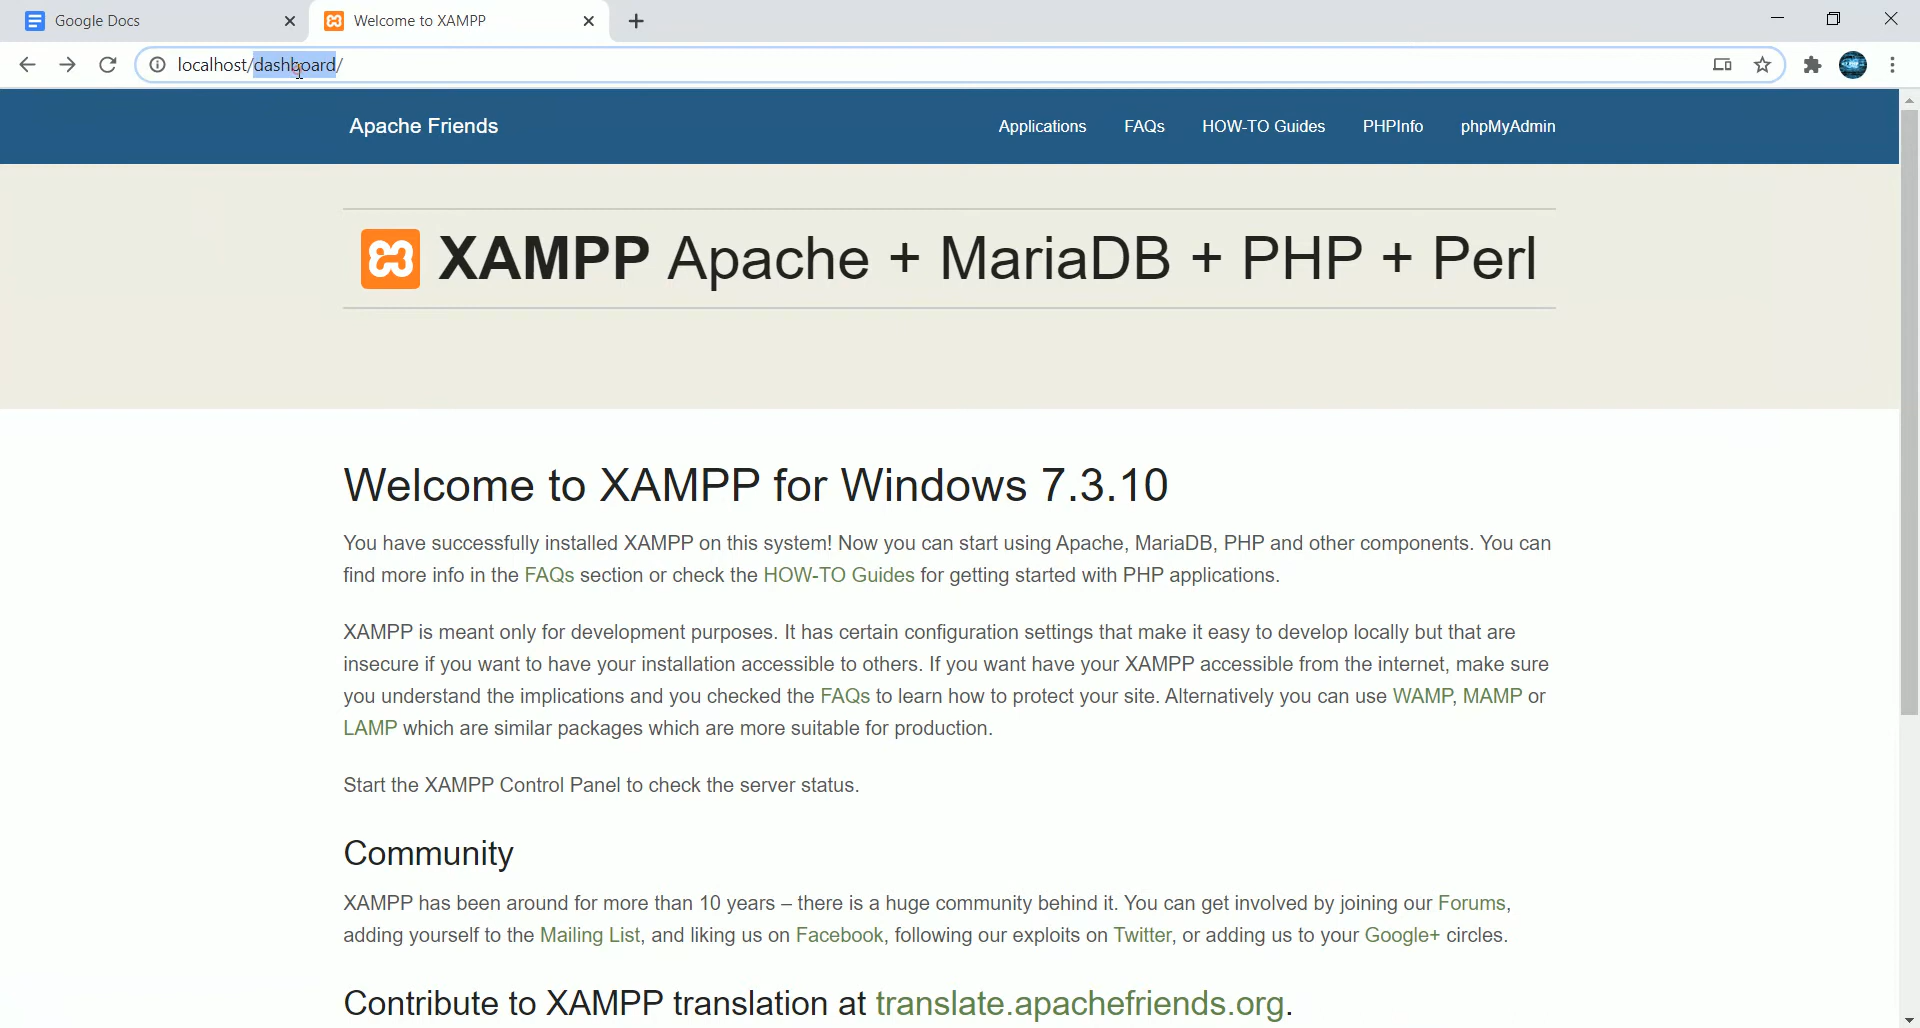 Google Docs
Welcome to XAMPP
localhost/dashboard/
Apache Friends
Applications FAQs HOW-TO Guides PHPInfo phpMyAdmin
XAMPP Apache + MariaDB + PHP + Perl
Welcome to XAMPP for Windows 7.3.10
You have successfully installed XAMPP on this system! Now you can start using Apache, MariaDB, PHP and other components. You can
find more info in the FAQs section or check the HOW-TO Guides for getting started with PHP applications.
XAMPP is meant only for development purposes. It has certain configuration settings that make it easy to develop locally but that are
insecure if you want to have your installation accessible to others. If you want have your XAMPP accessible from the internet, make sure
you understand the implications and you checked the FAQs to learn how to protect your site. Alternatively you can use WAMP, MAMP or
LAMP which are similar packages which are more suitable for production.
Start the XAMPP Control Panel to check the server status.
Community
XAMPP has been around for more than 10 years – there is a huge community behind it. You can get involved by joining our Forums,
adding yourself to the Mailing List, and liking us on Facebook, following our exploits on Twitter, or adding us to your Google+ circles.
Contribute to XAMPP translation at translate.apachefriends.org.